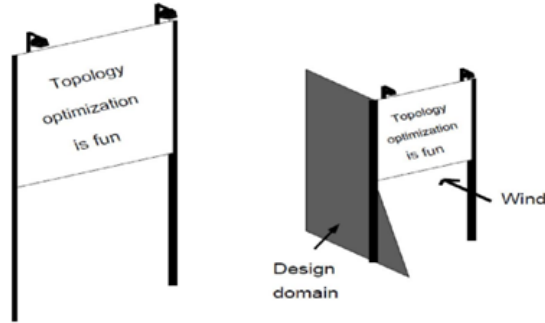 Topology
optimization
is fun
Topology
optimization
is fun
Wind
Design
domain